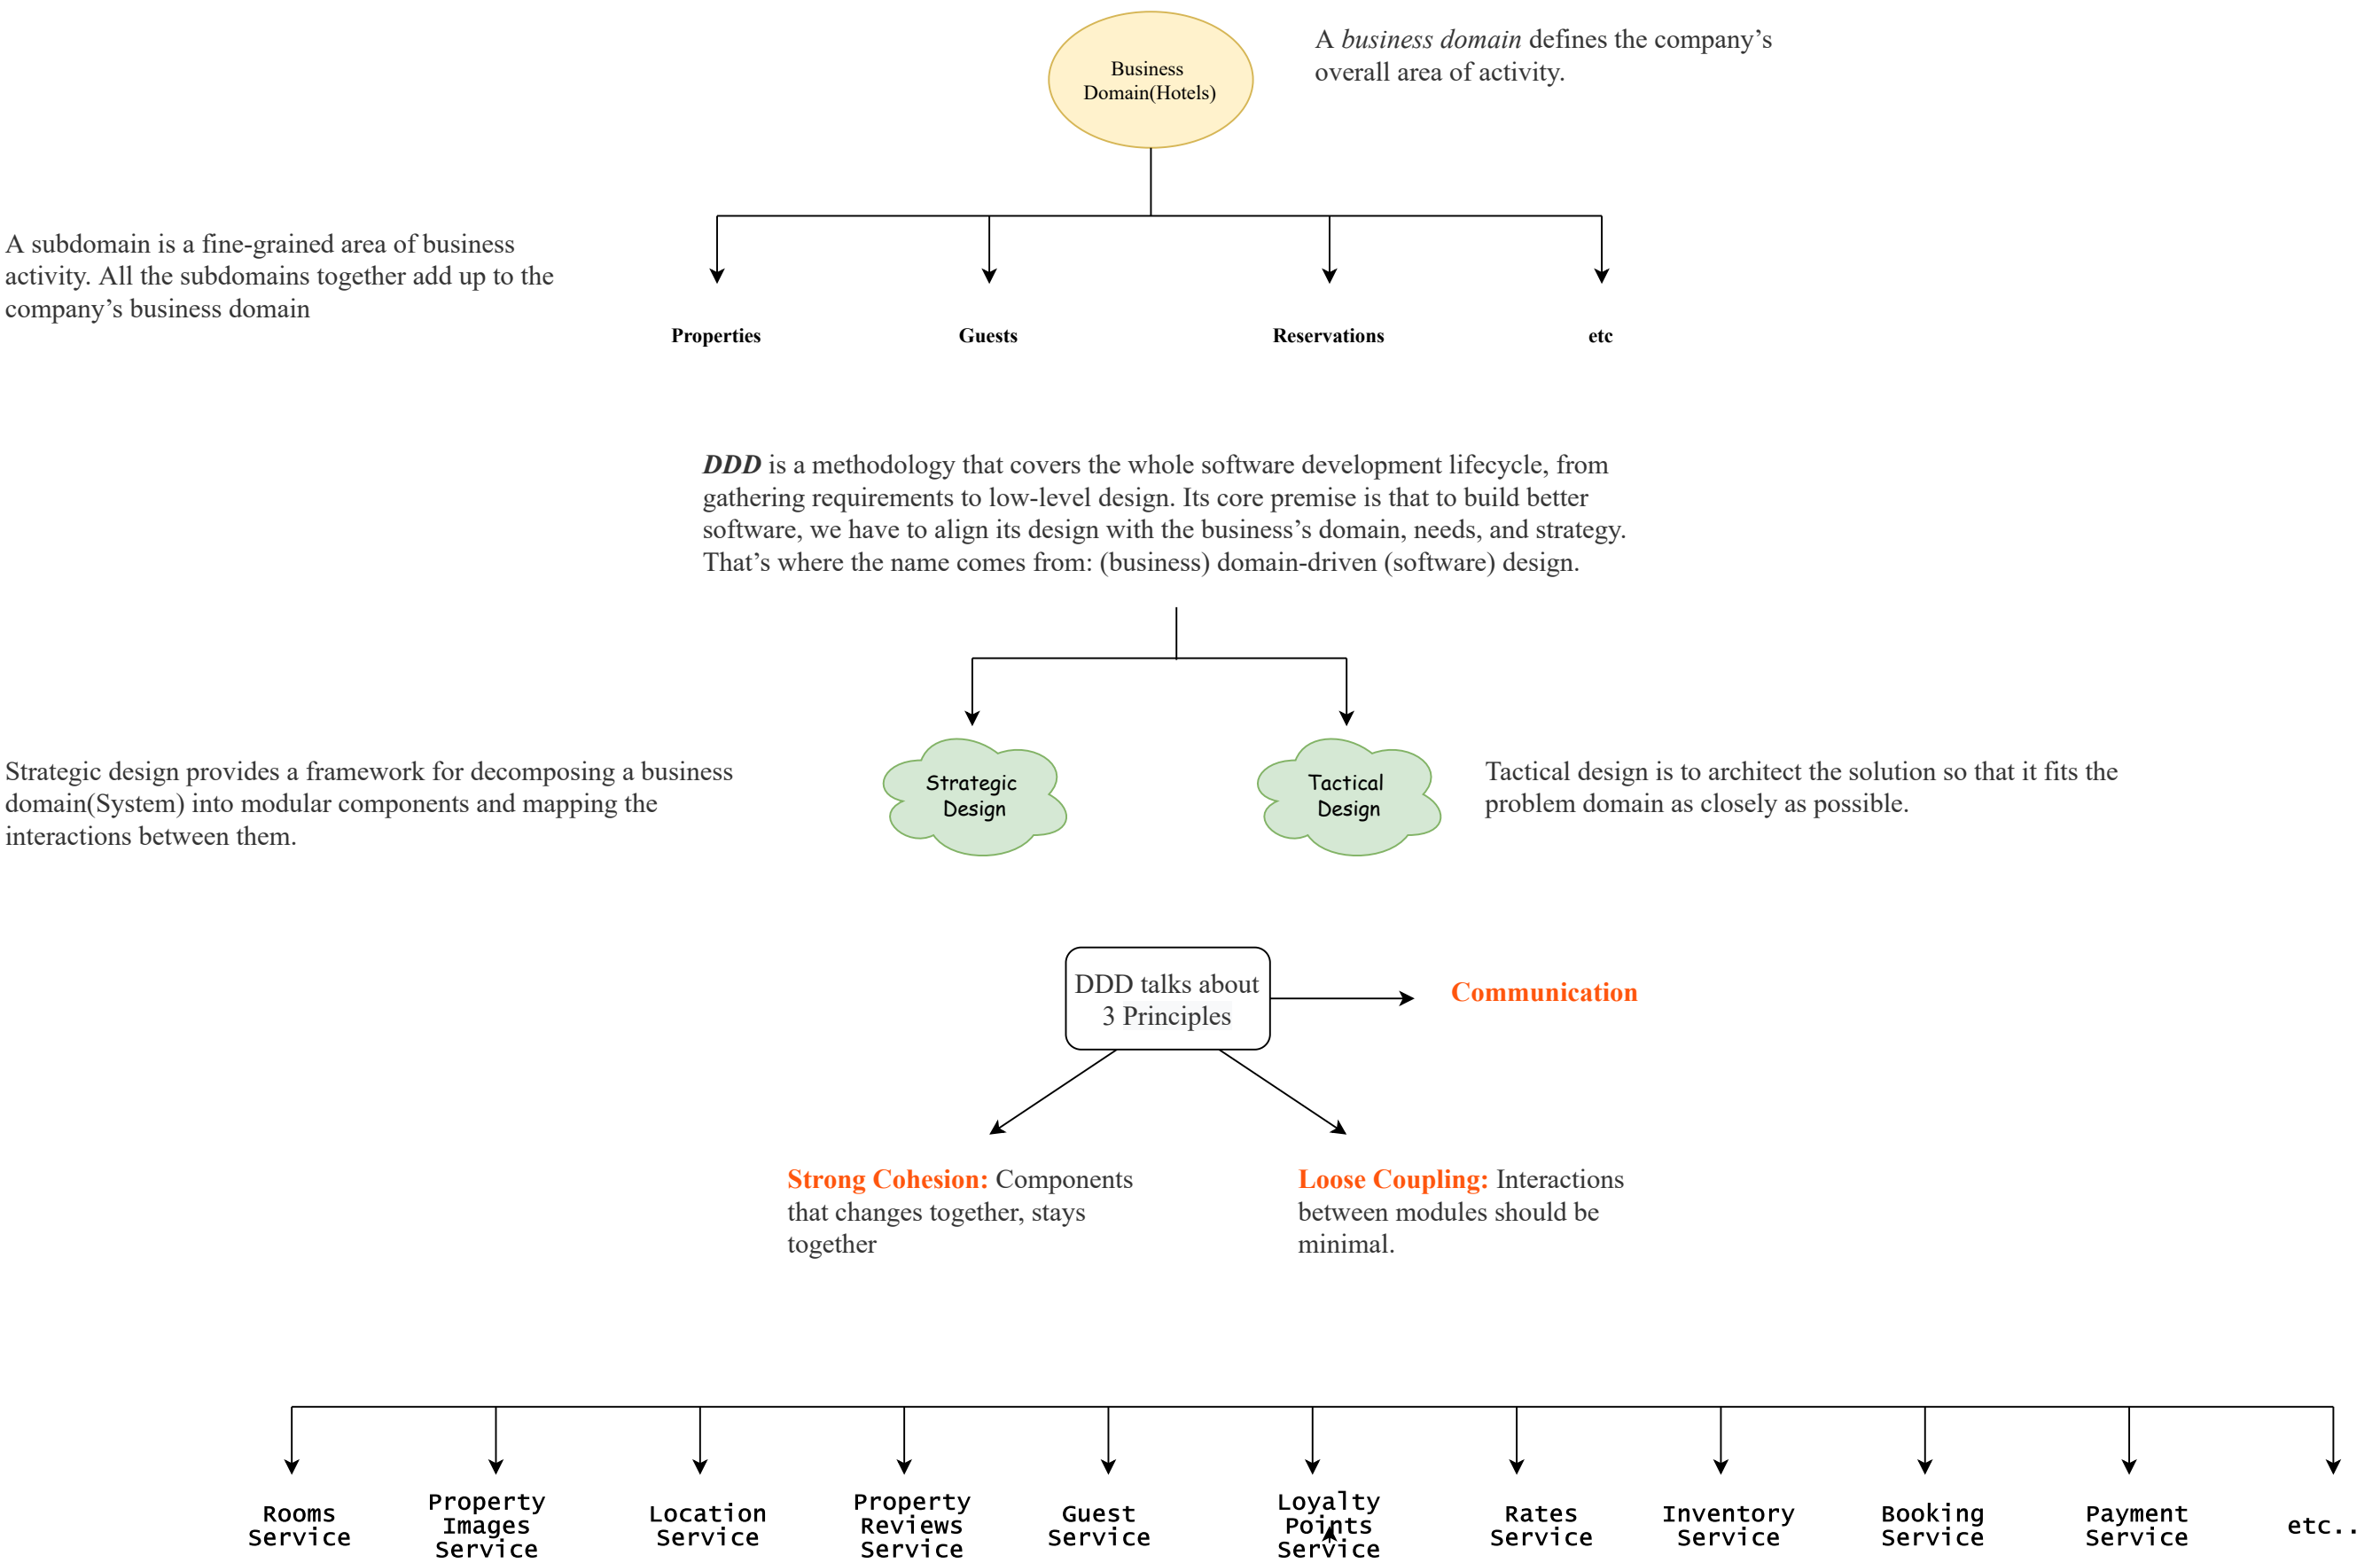 Business
Domain(Hotels)
A business domain defines the company’s
overall area of activity.
A subdomain is a fine-grained area of business
activity. All the subdomains together add up to the
company’s business domain
Properties
Guests
Reservations
etc
DDD is a methodology that covers the whole software development lifecycle, from
gathering requirements to low-level design. Its core premise is that to build better
software, we have to align its design with the business’s domain, needs, and strategy.
That’s where the name comes from: (business) domain-driven (software) design.
Strategic design provides a framework for decomposing a business
domain(System) into modular components and mapping the
interactions between them.
Strategic
Design
Tactical
Design
Tactical design is to architect the solution so that it fits the
problem domain as closely as possible.
DDD talks about
3 Principles
Communication
Strong Cohesion: Components
that changes together, stays
together
Loose Coupling: Interactions
between modules should be
minimal.
Rooms
Service
Property
Images
Service
Location
Service
Property
Reviews
Service
Guest
Service
Loyalty
Points
Service
Rates
Service
Inventory
Service
Booking
Service
Payment
Service
etc..